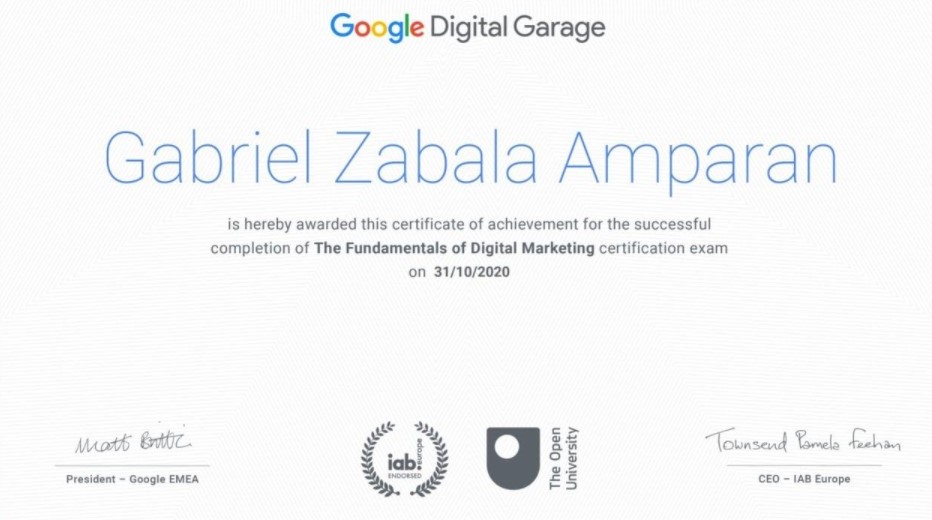 Google Digital Garage
Gabriel Zabala Amparan
is hereby awarded this certificate of achievement for the successful
completion of The Fundamentals of Digital Marketing certification exam
on 31/10/2020
Matt Brittin
President – Google EMEA
iab europe
ENDORSED
The Open
University
Townsend Pamela Feehan
CEO – IAB Europe